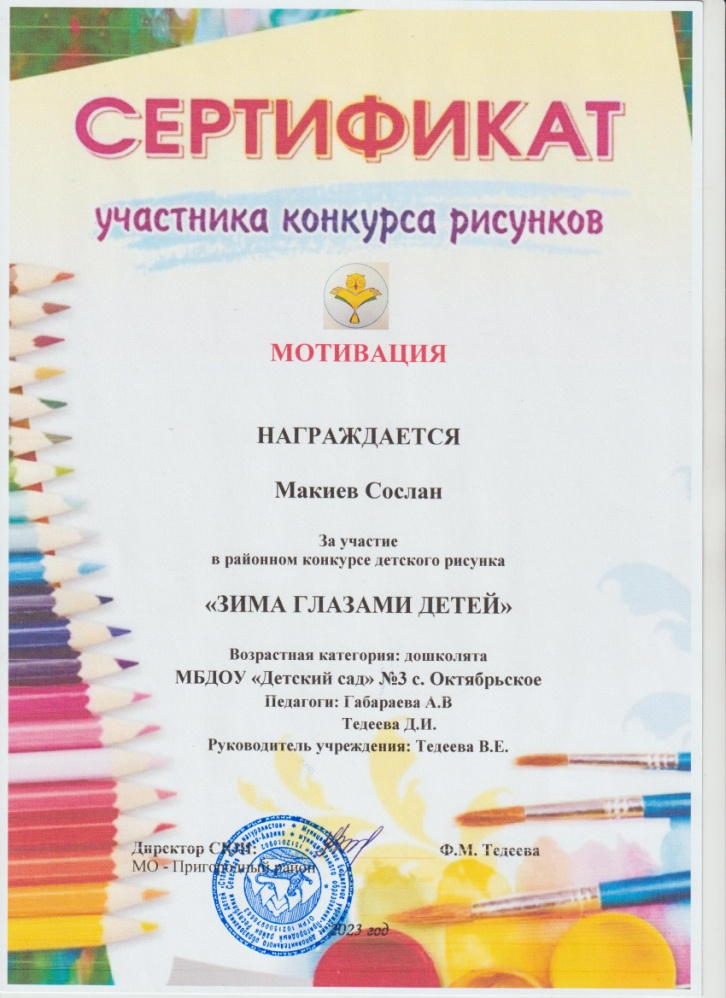 СЕРТИФИКАТ
участника конкурса рисунков
МОТИВАЦИЯ
НАГРАЖДАЕТСЯ
Макиев Сослан
За участие
в районном конкурсе детского рисунка
«ЗИМА ГЛАЗАМИ ДЕТЕЙ»
Возрастная категория: дошколята
МБДОУ «Детский сад» №3 с. Октябрьское
Педагоги: Габараева А.В
Тедеева Д.И.
Руководитель учреждения: Тедеева В.Е.
Директор Ф.М. Тедеева
МО - Пригородный район
2023 год